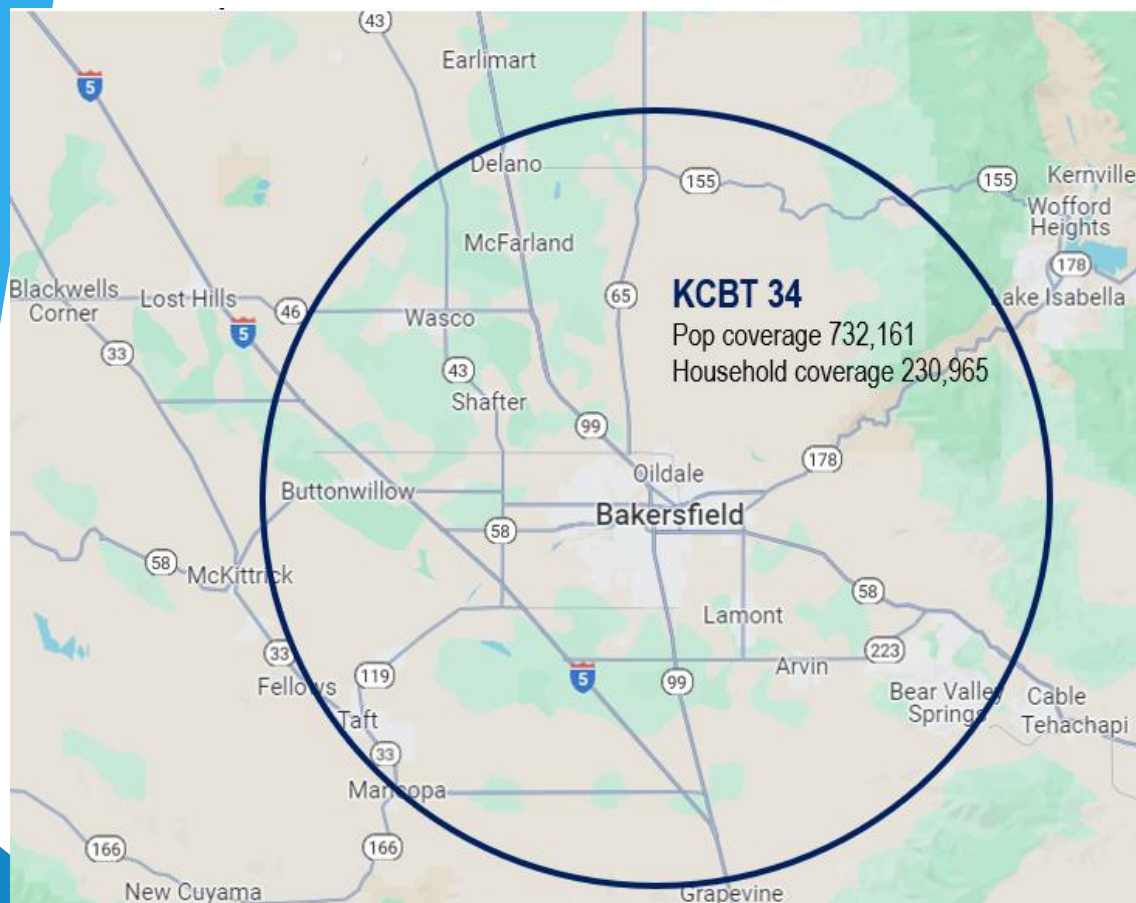 43
5
Earlimart
Delano
155
155
Kernville
Wofford
Heights
McFarland
178
Lake Isabella
Blackwells
Corner
Lost Hills
46
5
65
KCBT 34
Pop coverage 732,161
Household coverage 230,965
Wasco
33
43
Shafter
99
178
Oildale
Buttonwillow
Bakersfield
58
58
McKittrick
58
Lamont
33
119
Fellows
5
99
Arvin
223
Bear Valley
Springs
Cable
Tehachapi
Taft
33
Maricopa
166
166
New Cuyama
Grapevine